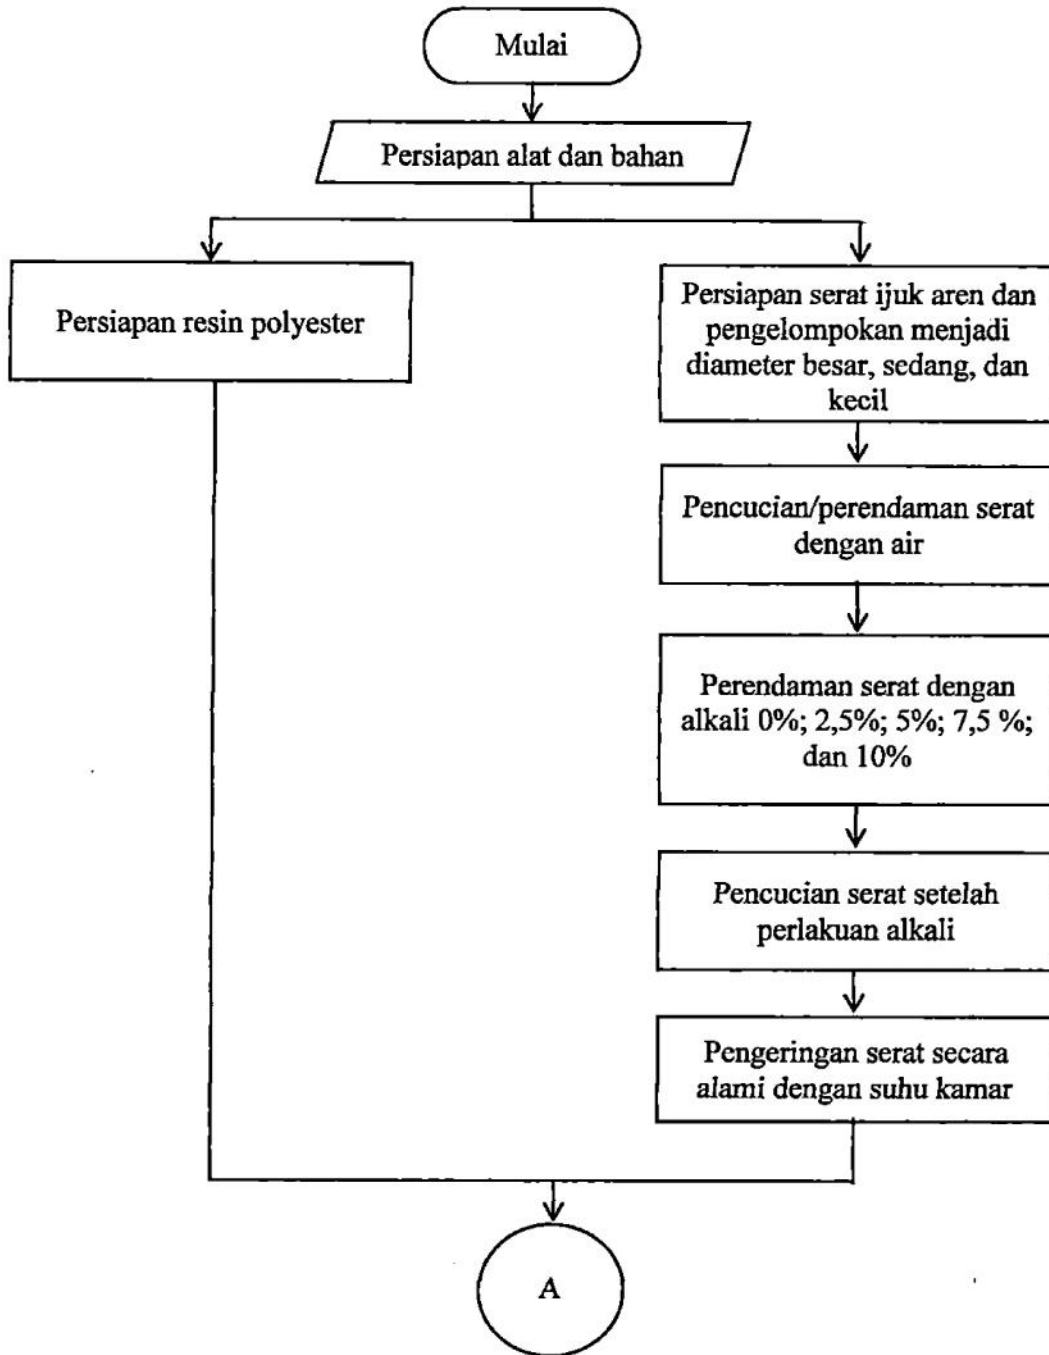 Mulai
Persiapan alat dan bahan
Persiapan resin polyester
Persiapan serat ijuk aren dan
pengelompokan menjadi
diameter besar, sedang, dan
kecil
Pencucian/perendaman serat
dengan air
Perendaman serat dengan
alkali 0%; 2,5%; 5%; 7,5 %;
dan 10%
Pencucian serat setelah
perlakuan alkali
Pengeringan serat secara
alami dengan suhu kamar
A